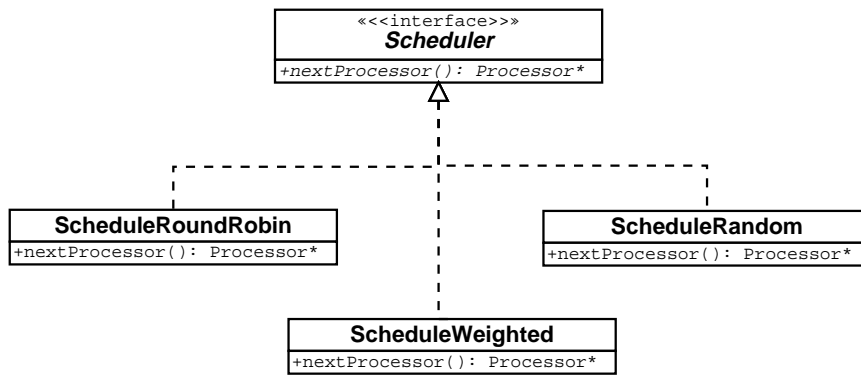 «<<interface>>»
Scheduler
+nextProcessor(): Processor*
ScheduleRoundRobin
+nextProcessor(): Processor*
ScheduleRandom
+nextProcessor(): Processor*
ScheduleWeighted
+nextProcessor(): Processor*